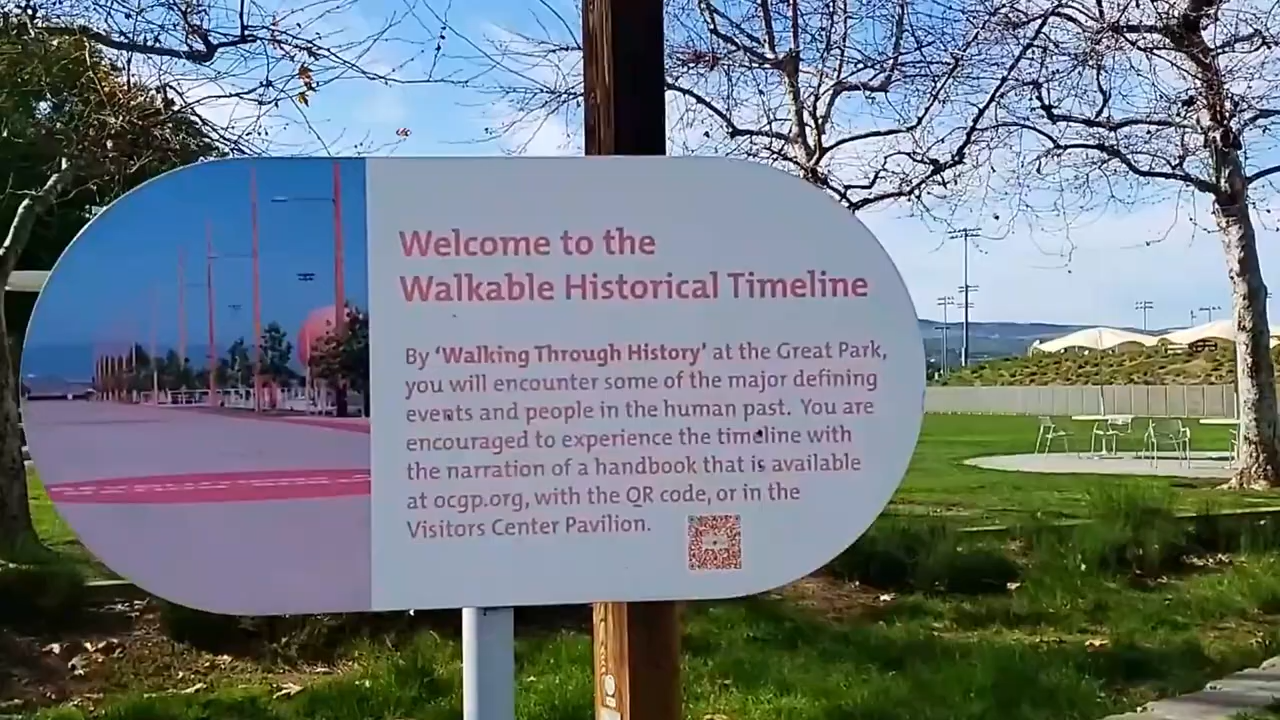 Welcome to the
Walkable Historical Timeline
By ‘Walking Through History’ at the Great Park,
you will encounter some of the major defining
events and people in the human past. You are
encouraged to experience the timeline with
the narration of a handbook that is available
at ocgp.org, with the QR code, or in the
Visitors Center Pavilion.